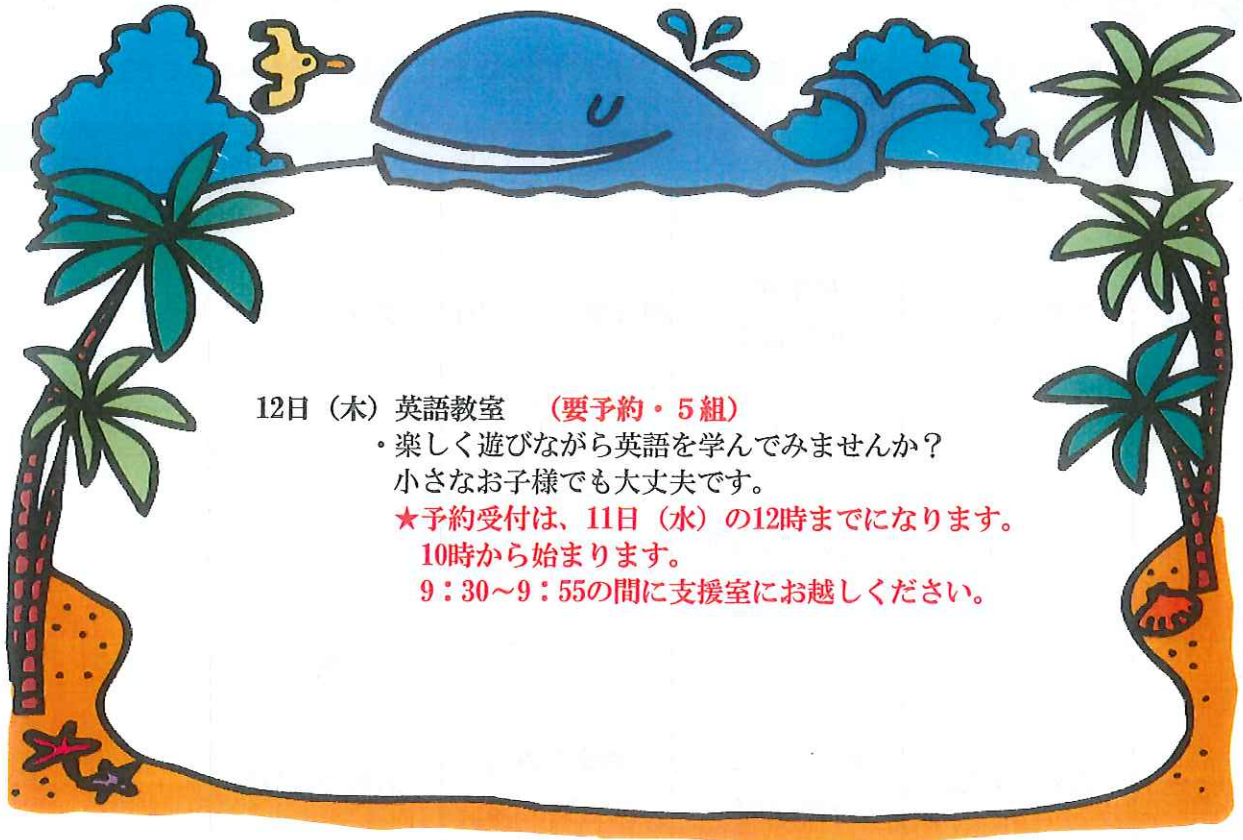 12日（木）英語教室　（要予約・５組）
・楽しく遊びながら英語を学んでみませんか？
小さなお子様でも大丈夫です。
★予約受付は、11日（水）の12時までになります。
10時から始まります。
9：30～9：55の間に支援室にお越しください。